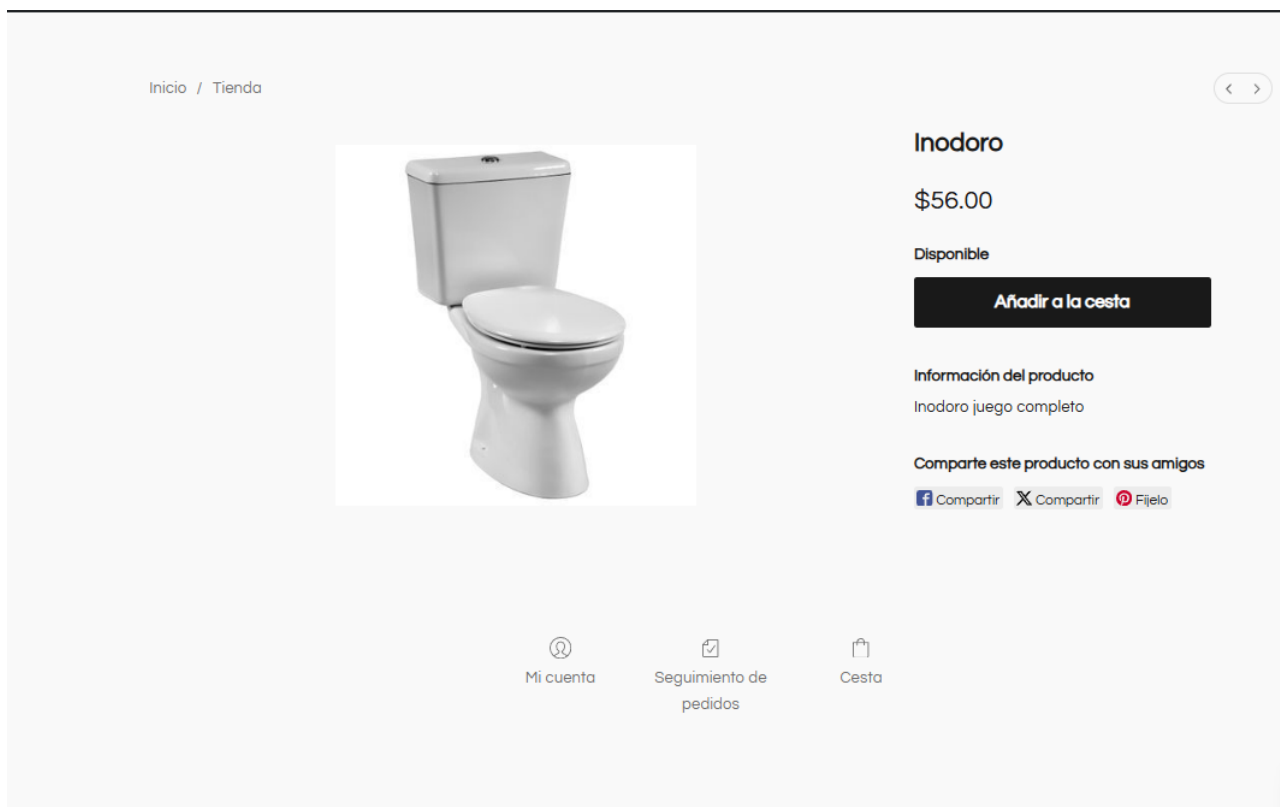 Inicio / Tienda
Inodoro
$56.00
Disponible
Añadir a la cesta
Información del producto
Inodoro juego completo
Comparte este producto con sus amigos
Compartir Compartir Fijelo
Mi cuenta Seguimiento de pedidos Cesta